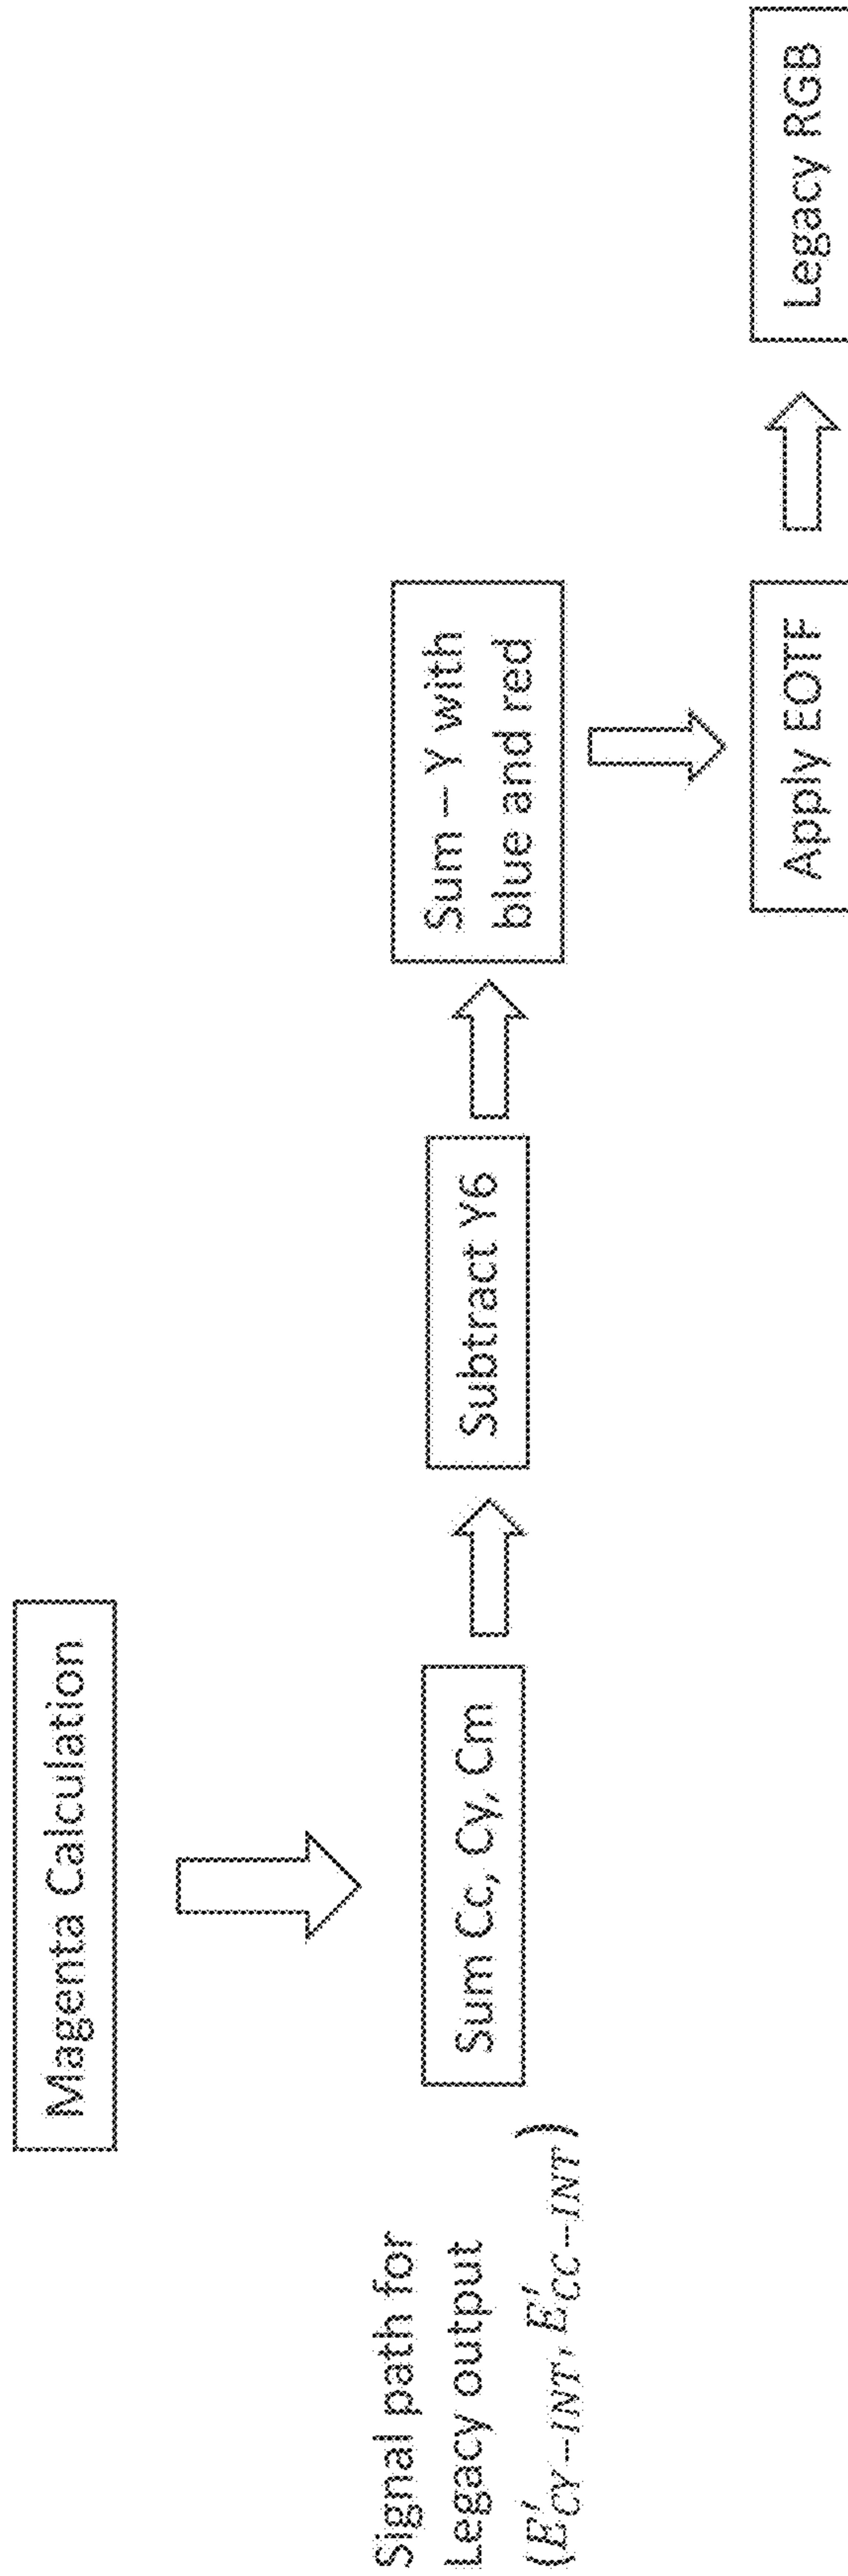 Magenta Calculation
Signal path for
Legacy output
(E'CY−INT, E'CC−INT)
Sum Cc, Cy, Cm
Subtract Y6
Sum – Y with
blue and red
Apply EOTF
Legacy RGB